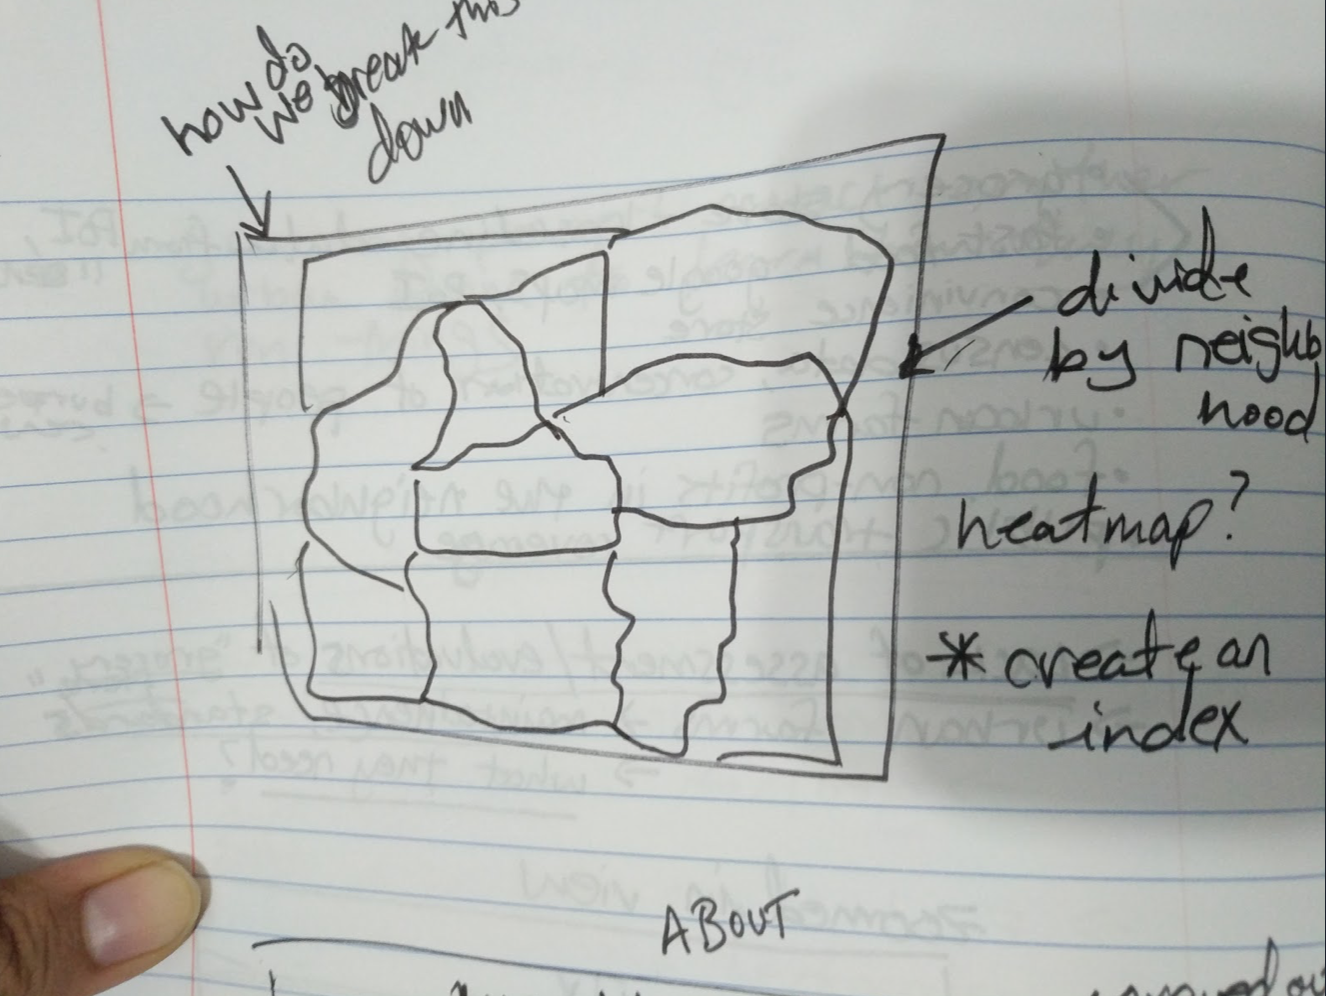 how do
we break this
down
divide
by neighb
hood
heatmap?
* create an
index
ABOUT